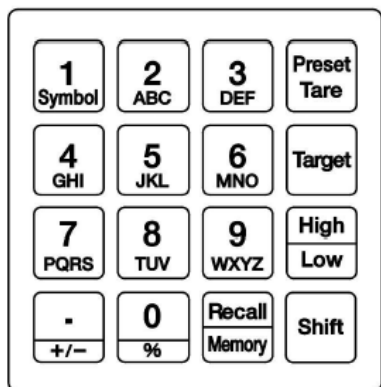 1 2 3 Preset
Symbol ABC DEF Tare
4 5 6 Target
GHI JKL MNO
7 8 9 High
PQRS TUV WXYZ Low
. 0 Recall Shift
+/− % Memory